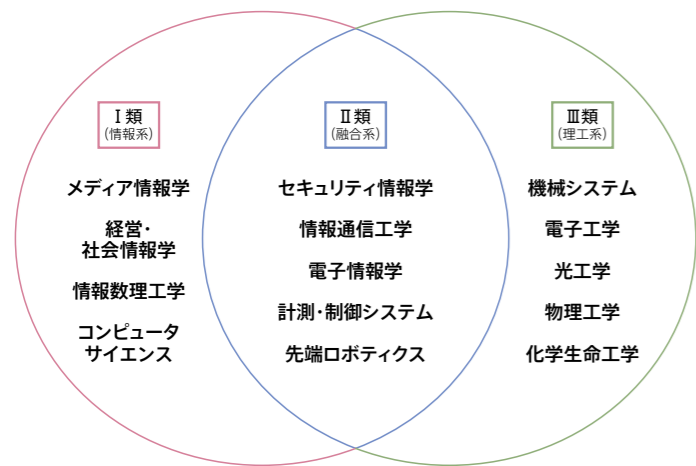 Ⅰ類
(情報系)
メディア情報学
経営・
社会情報学
情報数理工学
コンピュータ
サイエンス
Ⅱ類
(融合系)
セキュリティ情報学
情報通信工学
電子情報学
計測・制御システム
先端ロボティクス
Ⅲ類
(理工系)
機械システム
電子工学
光工学
物理工学
化学生命工学